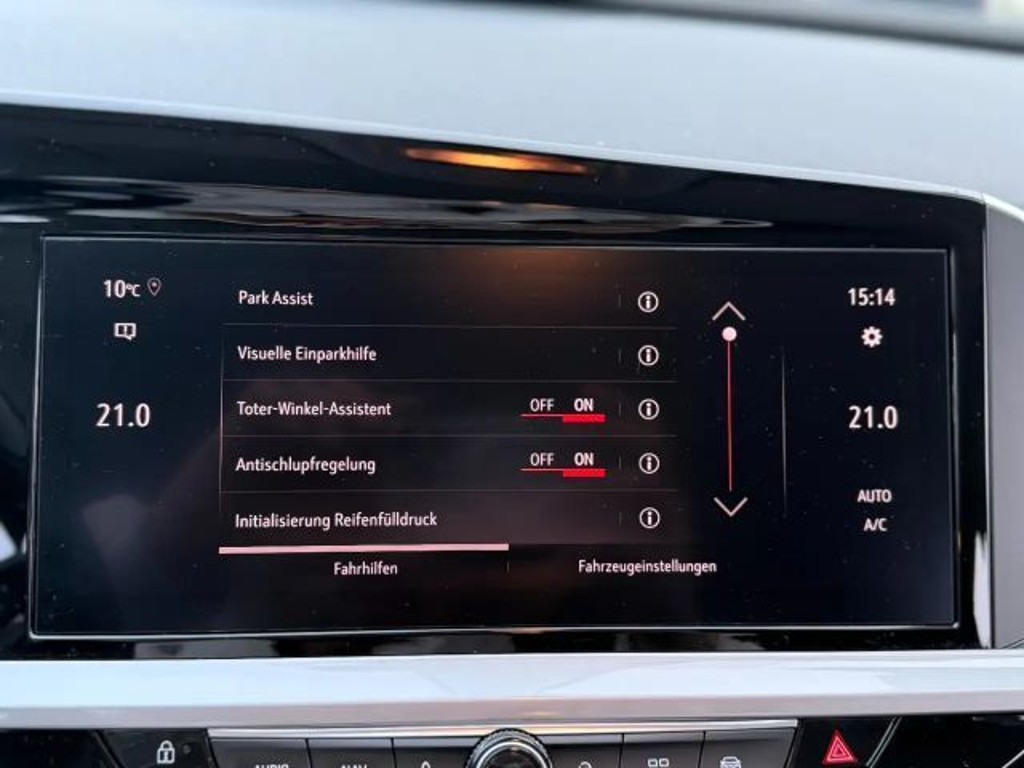 10°C
21.0
Park Assist
Visuelle Einparkhilfe
Toter-Winkel-Assistent OFF ON
Antischlupfregelung OFF ON
Initialisierung Reifenfülldruck
Fahrhilfen Fahrzeugeinstellungen
15:14
21.0
AUTO
A/C